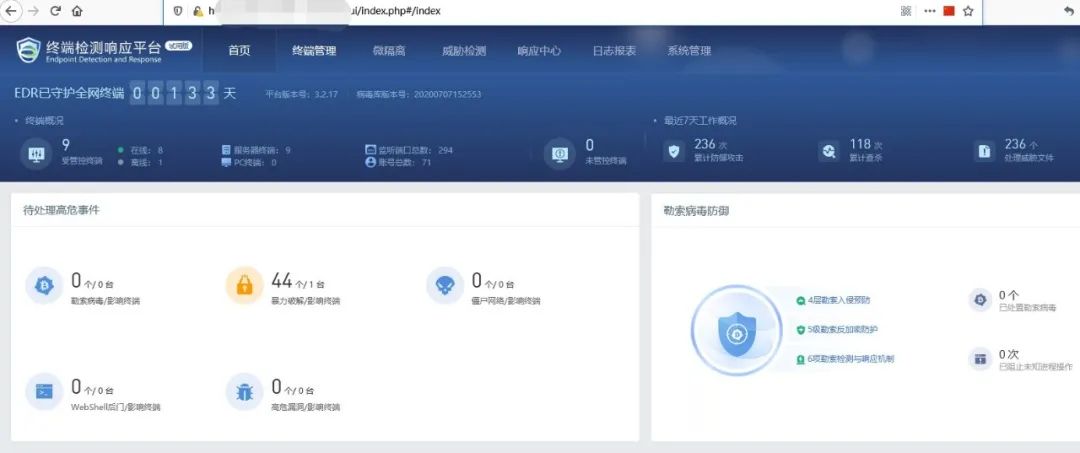 ui/index.php#/index
终端检测响应平台 试用版
Endpoint Detection and Response
首页 终端管理 微隔离 威胁检测 响应中心 日志报表 系统管理
EDR已守护全网终端 0 0 1 3 3 天 平台版本号：3.2.17 病毒库版本号：20200707152553
终端概况
9
受管控终端
在线：8
离线：1
服务器终端：9
PC终端：0
监听端口总数：294
账号总数：71
0
未管控终端
最近7天工作概况
236 次
累计防御攻击
118 次
累计查杀
236 个
处理威胁文件
待处理高危事件
0 个/ 0 台
勒索病毒/影响终端
44 个/ 1 台
暴力破解/影响终端
0 个/ 0 台
僵尸网络/影响终端
0 个/ 0 台
WebShell后门/影响终端
0 个/ 0 台
高危漏洞/影响终端
勒索病毒防御
4层勒索入侵预防
5级勒索反加密防护
6项勒索检测与响应机制
0 个
已处置勒索病毒
0 次
已阻止未知进程操作